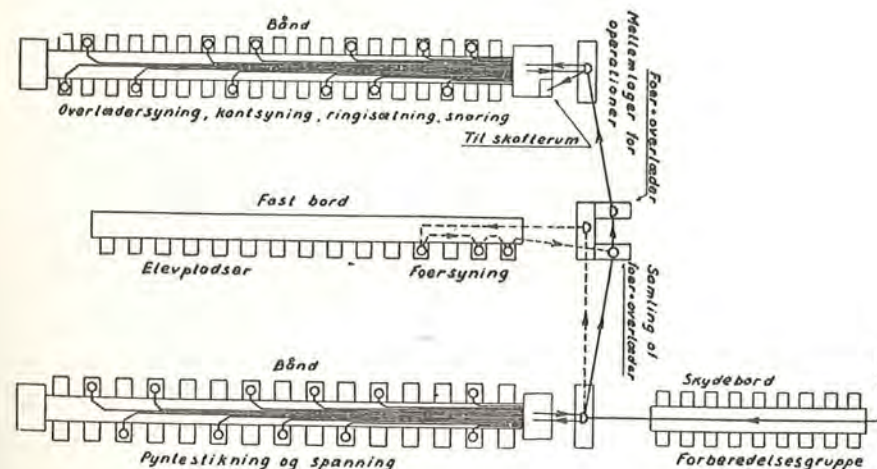 Bånd
Overlædersyning, kantsyning, ringisætning, snøring
Til skafterum
Mellemlager for
operationer
Foer+overlæder
Fast bord
Elevpladser
Foersyning
Samling af
foer+overlæder
Bånd
Pyntestikning og spænning
Skydebord
Forberedelsesgruppe